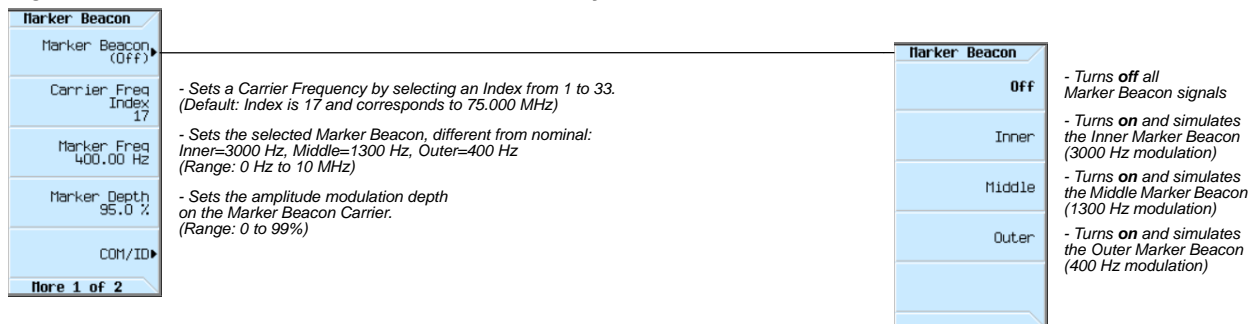 Marker Beacon
Marker Beacon
(Off)
Carrier Freq
Index
17
Marker Freq
400.00 Hz
Marker Depth
95.0 %
COM/ID
More 1 of 2
- Sets a Carrier Frequency by selecting an Index from 1 to 33.
(Default: Index is 17 and corresponds to 75.000 MHz)
- Sets the selected Marker Beacon, different from nominal:
Inner=3000 Hz, Middle=1300 Hz, Outer=400 Hz
(Range: 0 Hz to 10 MHz)
- Sets the amplitude modulation depth
on the Marker Beacon Carrier.
(Range: 0 to 99%)
Marker Beacon
Off
Inner
Middle
Outer
- Turns off all
Marker Beacon signals
- Turns on and simulates
the Inner Marker Beacon
(3000 Hz modulation)
- Turns on and simulates
the Middle Marker Beacon
(1300 Hz modulation)
- Turns on and simulates
the Outer Marker Beacon
(400 Hz modulation)